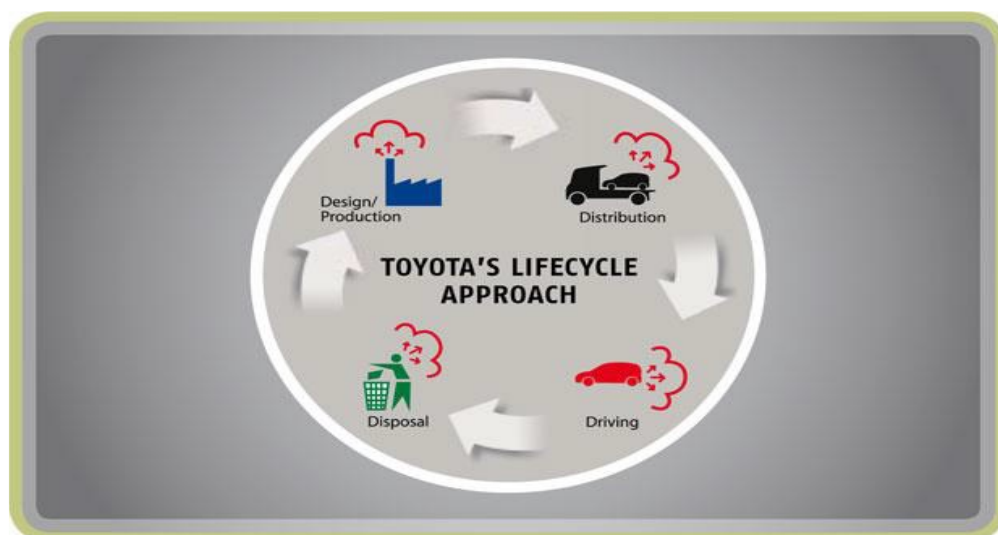 Design/
Production
Distribution
TOYOTA'S LIFECYCLE
APPROACH
Disposal
Driving